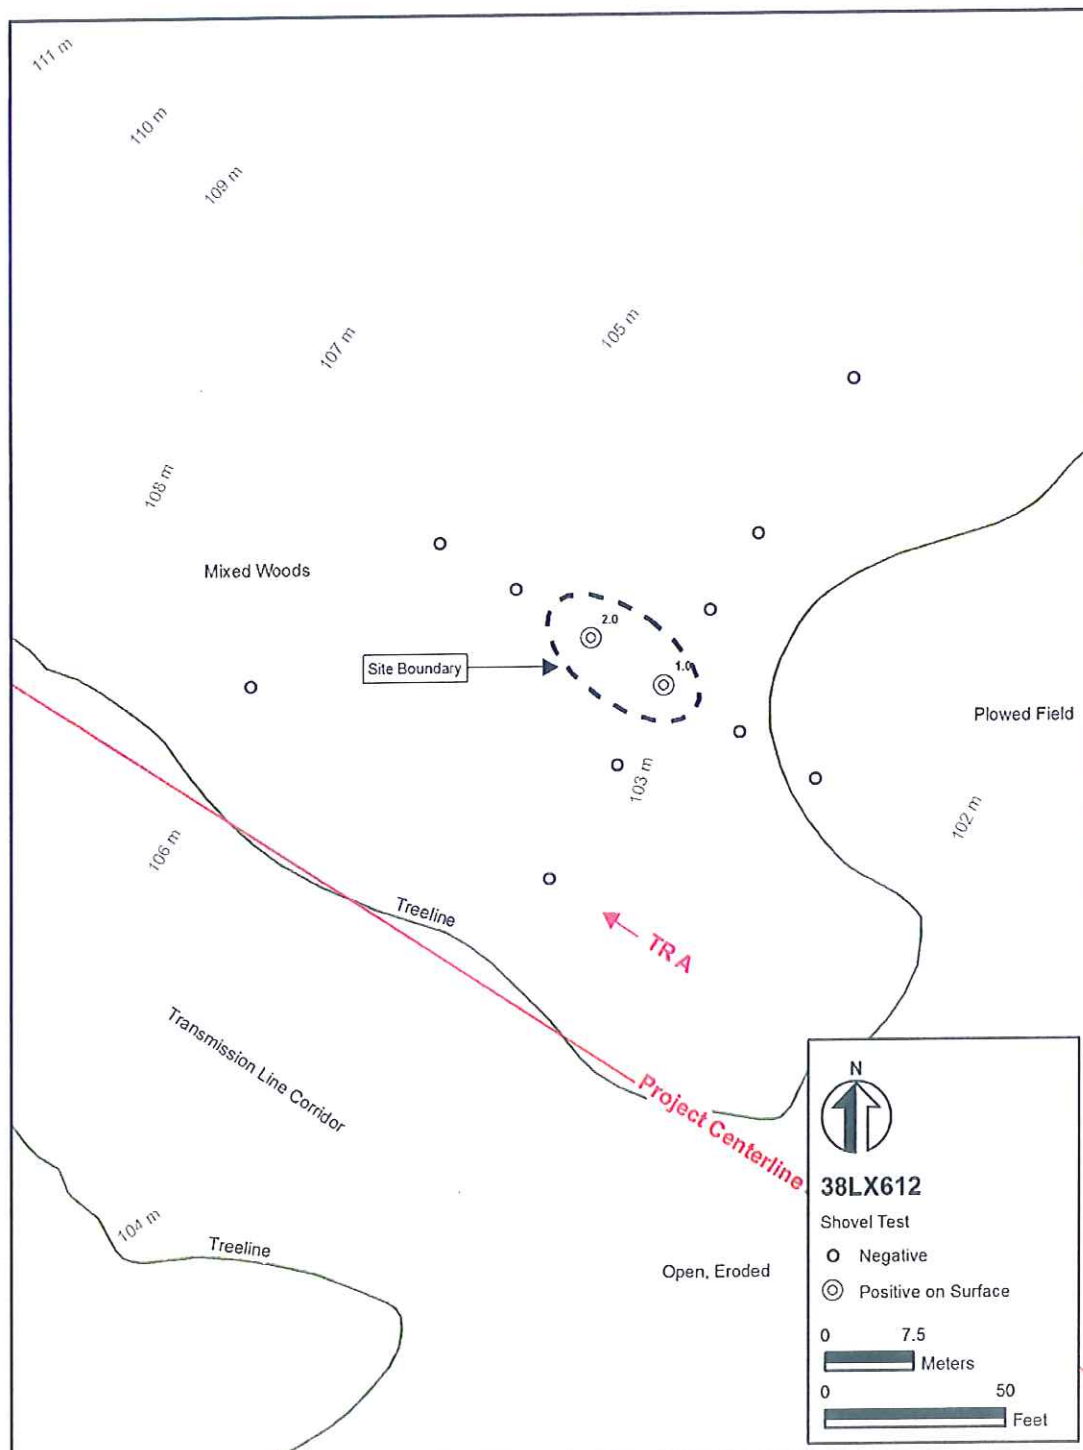 111 m
110 m
109 m
105 m
107 m
108 m
Mixed Woods
2.0
Site Boundary
1.0
Plowed Field
103 m
102 m
106 m
Treeline
TR A
Transmission Line Corridor
Project Centerline
104 m
Treeline
Open, Eroded
N
38LX612
Shovel Test
Negative
Positive on Surface
0 7.5
Meters
0 50
Feet